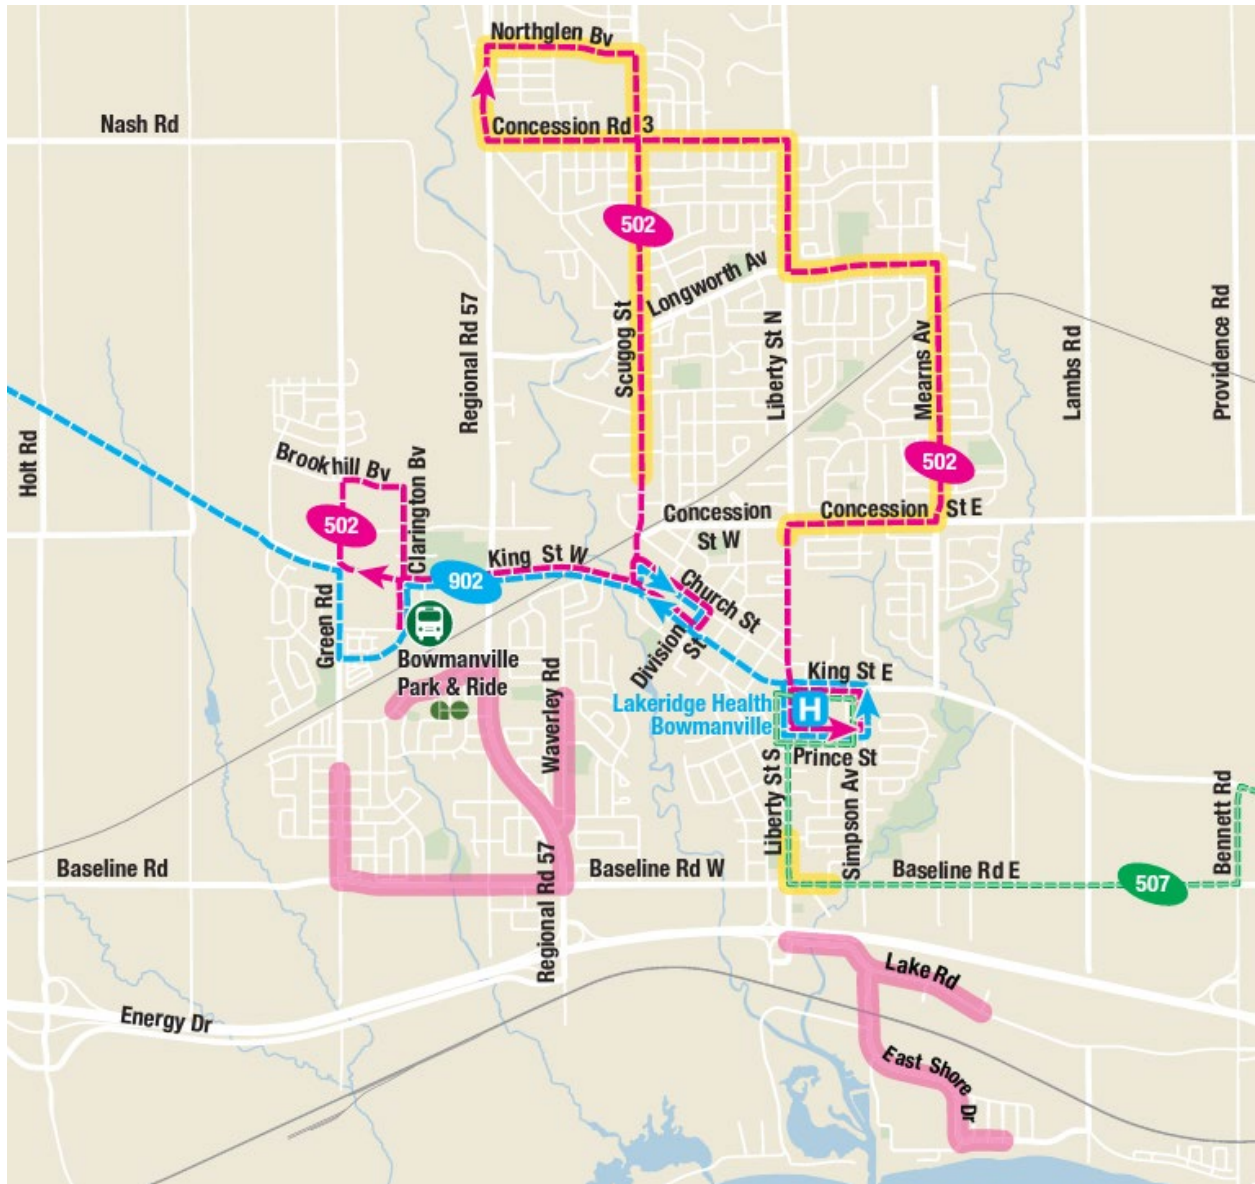 Northglen Bv
Nash Rd
Concession Rd 3
502
Longworth Av
Scugog St
Regional Rd 57
Liberty St N
Mearns Av
Lambs Rd
Providence Rd
Holt Rd
Brookhill Bv
Clarington Bv
502
502
Concession
St W
Concession St E
King St W
902
Church St
Green Rd
Division
St
Bowmanville
Park & Ride
Waverley Rd
King St E
Lakeridge Health
Bowmanville
H
Prince St
Liberty St S
Simpson Av
Bennett Rd
Baseline Rd
Regional Rd 57
Baseline Rd W
Baseline Rd E
507
Lake Rd
Energy Dr
East Shore Dr